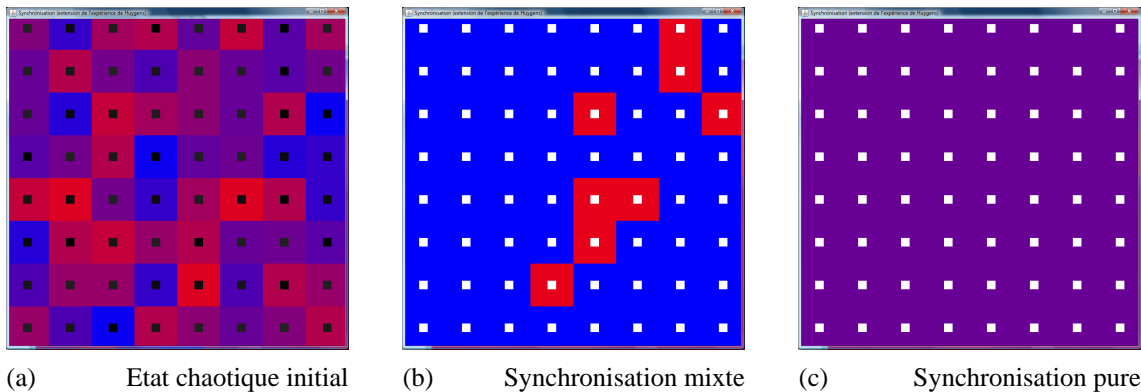 Synchronisation (extension de l'expérience de Huygens)
Synchronisation (extension de l'expérience de Huygens)
Synchronisation (extension de l'expérience de Huygens)
(a) Etat chaotique initial
(b) Synchronisation mixte
(c) Synchronisation pure